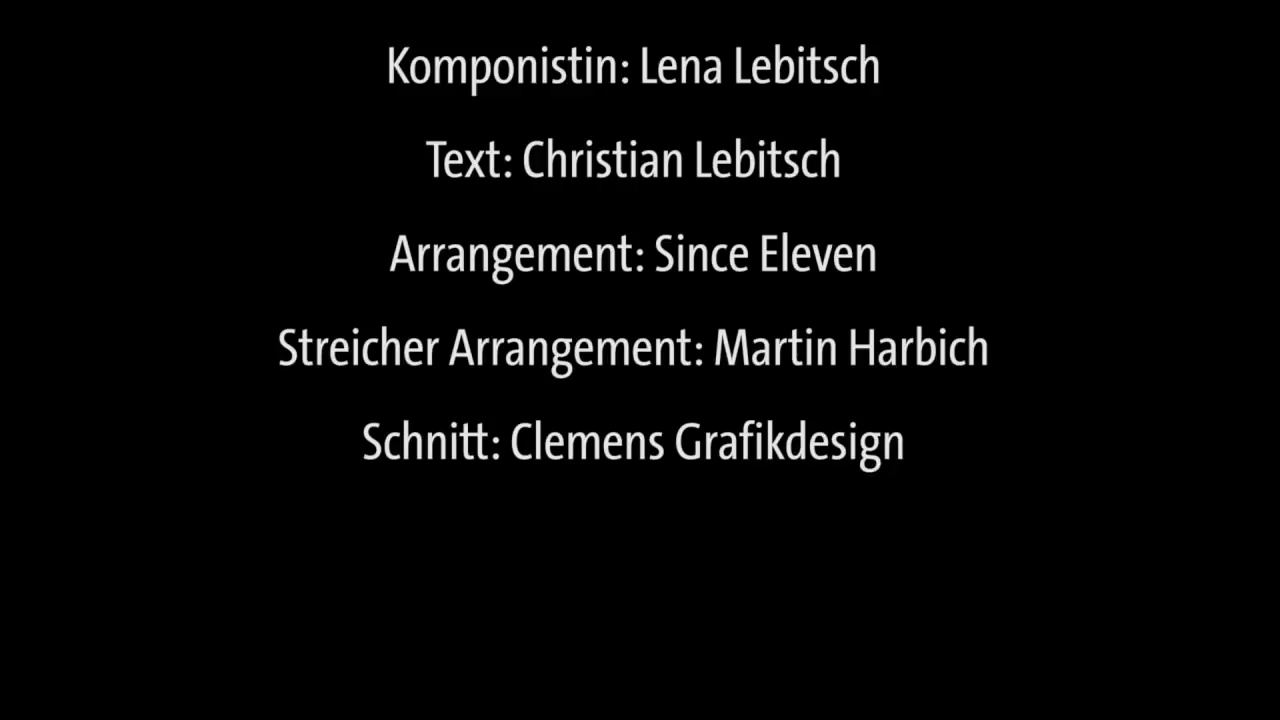 Komponistin: Lena Lebitsch
Text: Christian Lebitsch
Arrangement: Since Eleven
Streicher Arrangement: Martin Harbich
Schnitt: Clemens Grafikdesign